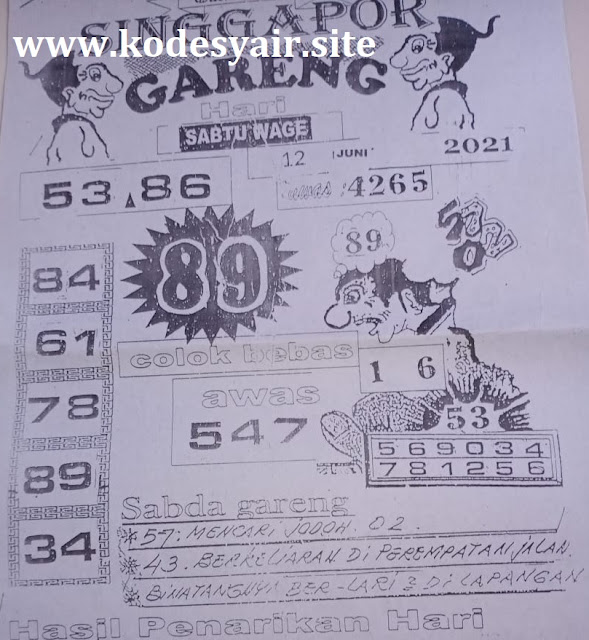 SINGGAPOR
www.kodesyair.site
GARENG
Hari
SABTU WAGE
12 JUNI 2021
53 86
4265
89
89
84
61
78
89
34
colok bebas
1 6
awas
547
53
569034
781256
Sabda gareng
* 57: MENCARI JODOH. 02.
* 43. BERKELIARAN DI PEREMPATAN JALAN.
* BINATANGNYA BER-LARI 2 DI LAPANGAN
Hasil Penarikan Hari